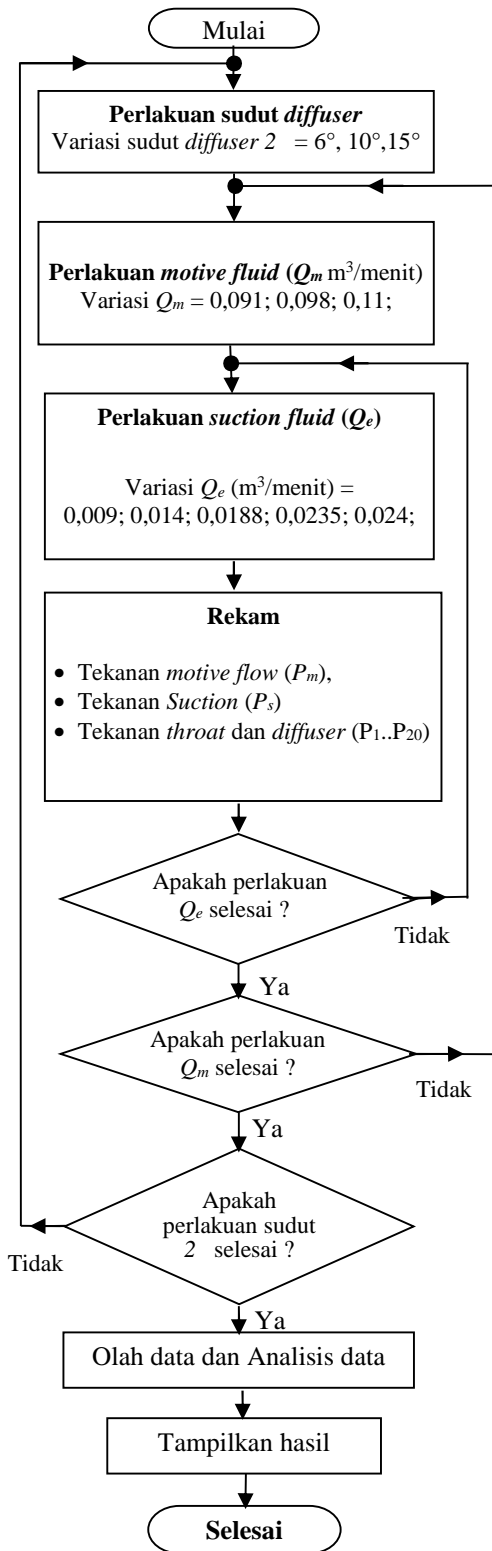 Mulai
Perlakuan sudut diffuser
Variasi sudut diffuser 2 = 6°, 10°,15°
Perlakuan motive fluid (Qm m³/menit)
Variasi Qm = 0,091; 0,098; 0,11;
Perlakuan suction fluid (Qe)
Variasi Qe (m³/menit) =
0,009; 0,014; 0,0188; 0,0235; 0,024;
Rekam
• Tekanan motive flow (Pm),
• Tekanan Suction (Ps)
• Tekanan throat dan diffuser (P1..P20)
Apakah perlakuan
Qe selesai ?
Tidak
Ya
Apakah perlakuan
Qm selesai ?
Tidak
Ya
Apakah
perlakuan sudut
2 selesai ?
Tidak
Ya
Olah data dan Analisis data
Tampilkan hasil
Selesai